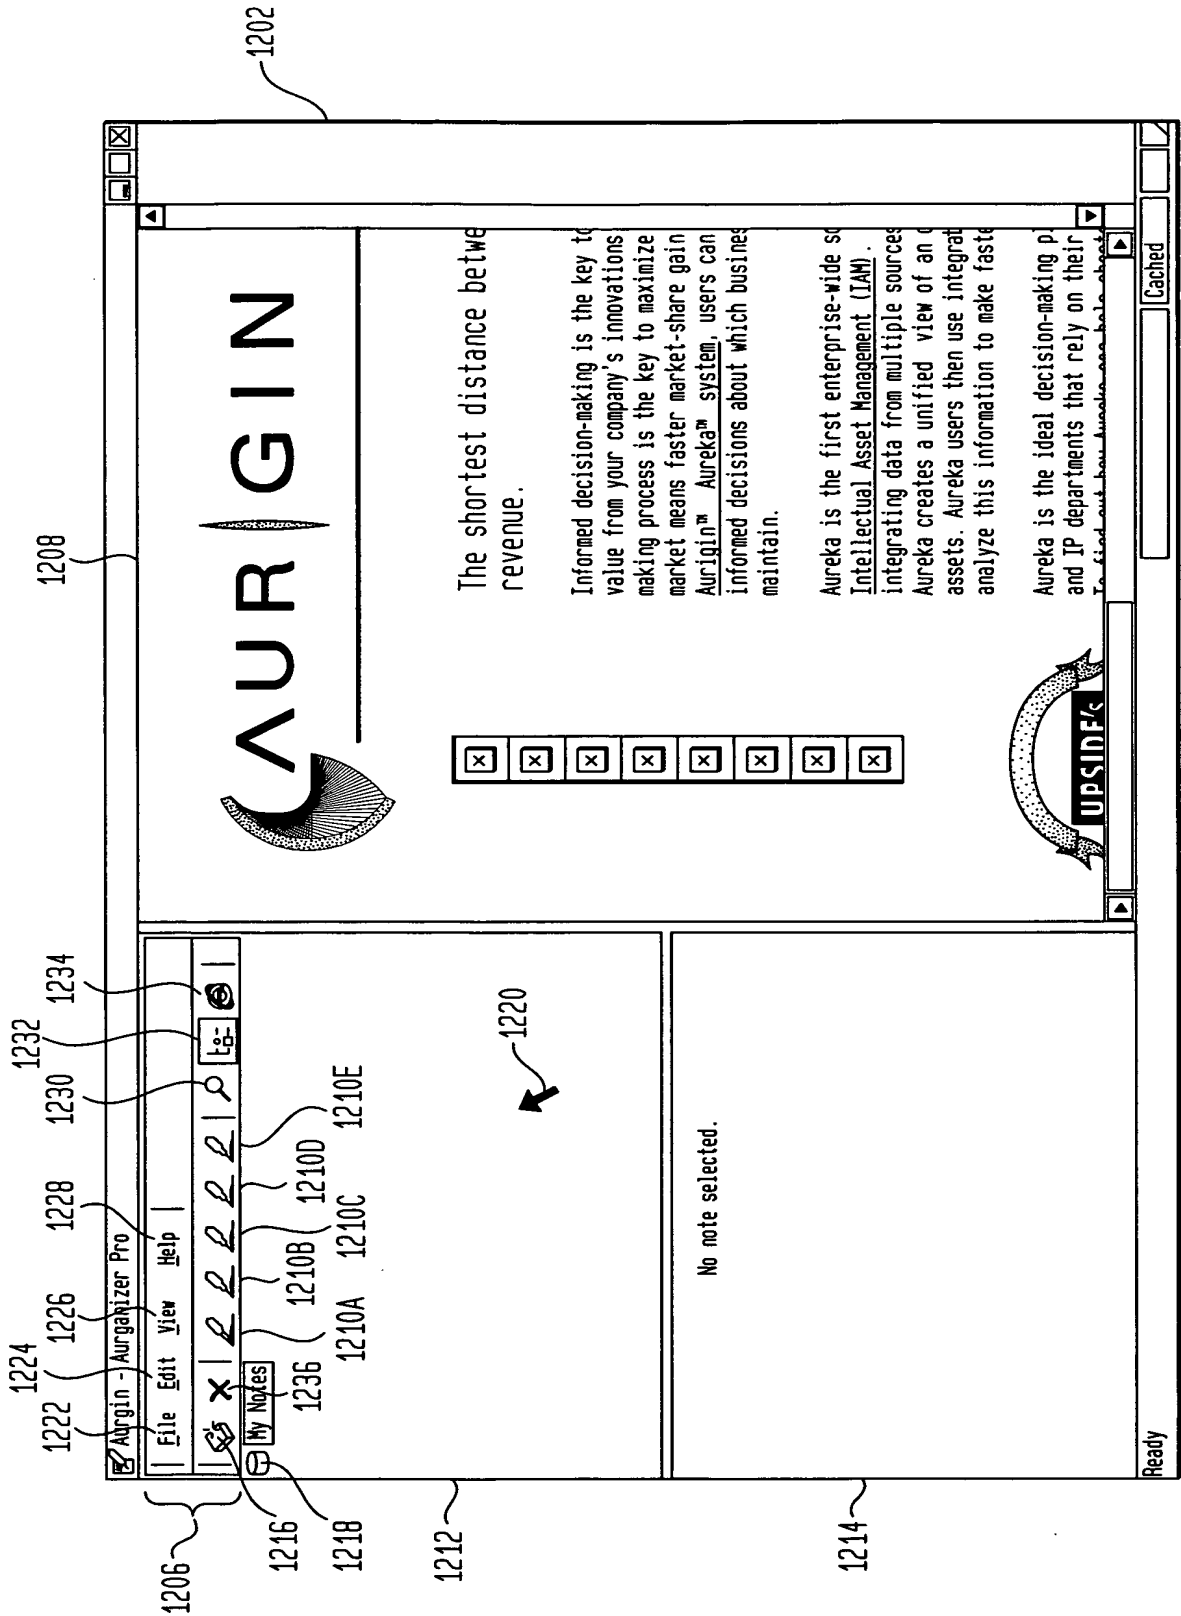 1208
1202
1222
1224
1226
1228
1230
1232
1234
Aurgin - Aurganizer Pro
File Edit View Help
1206
1216
1218
My Notes
1236
1210A
1210B
1210C
1210D
1210E
1220
1212
No note selected.
1214
AURIGIN
The shortest distance betwe
revenue.
Informed decision-making is the key to
value from your company's innovations
making process is the key to maximize
market means faster market-share gain
Aurigin™ Aureka™ system, users can
informed decisions about which busines
maintain.
Aureka is the first enterprise-wide so
Intellectual Asset Management (IAM).
integrating data from multiple sources
Aureka creates a unified view of an
assets. Aureka users then use integrat
analyze this information to make faste
Aureka is the ideal decision-making pl
and IP departments that rely on their
UPSIDE's
Ready
Cached